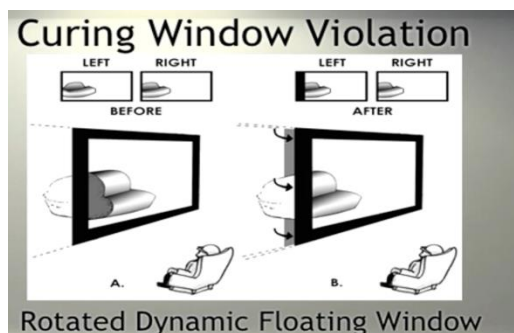 Curing Window Violation
LEFT RIGHT LEFT RIGHT
BEFORE AFTER
A. B.
Rotated Dynamic Floating Window